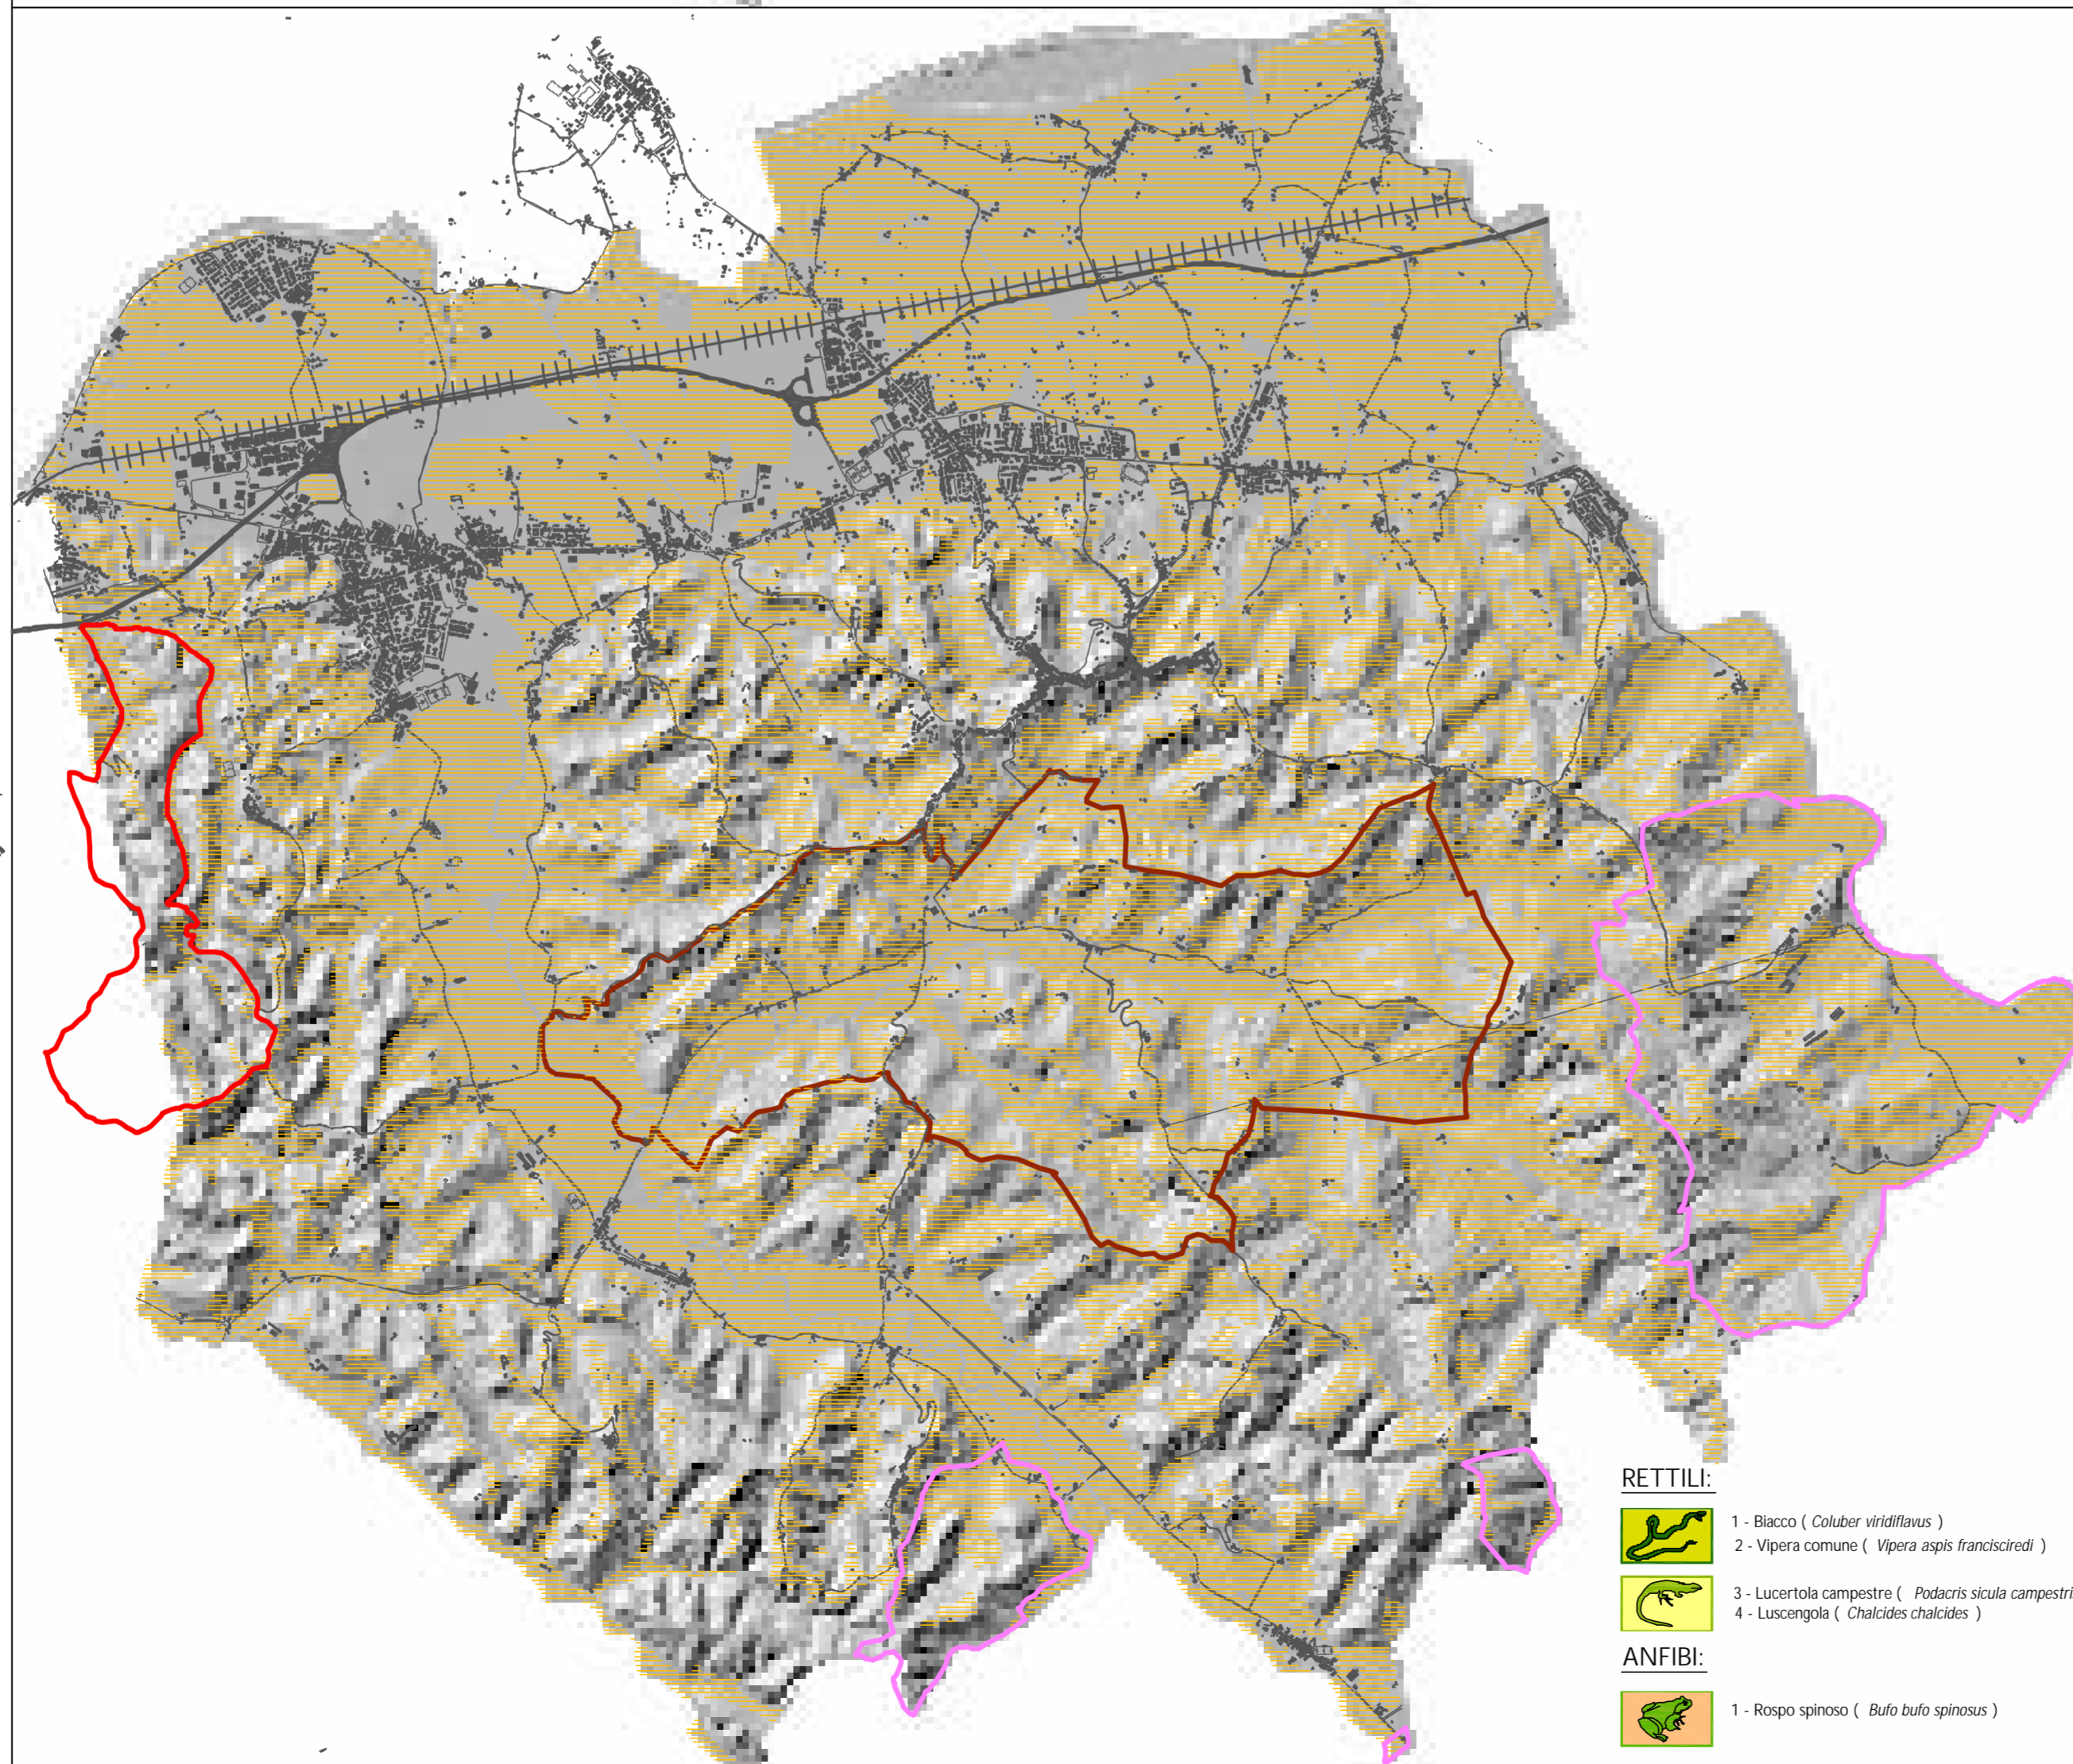 RETTILI:
1 - Biacco ( Coluber viridiflavus )
2 - Vipera comune ( Vipera aspis francisciredi )
3 - Lucertola campestre ( Podacris sicula campestri
4 - Luscengola ( Chalcides chalcides )
ANFIBI:
1 - Rospo spinoso ( Bufo bufo spinosus )